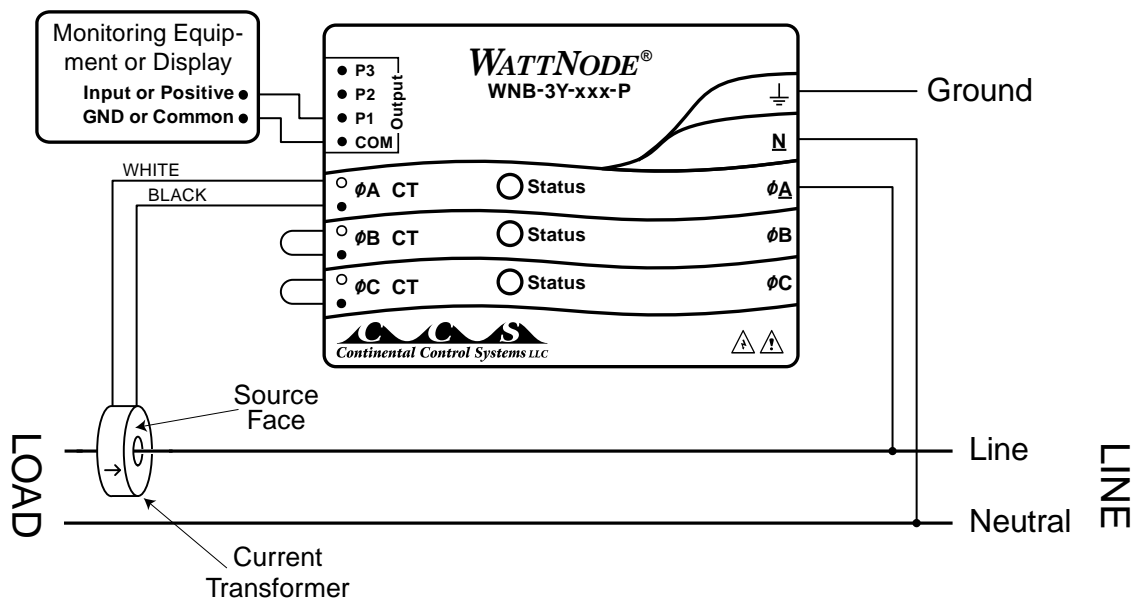 Monitoring Equip-
ment or Display
Input or Positive
GND or Common
P3
P2
P1
COM
Output
WATTNODE®
WNB-3Y-xxx-P
Ground
N
WHITE
BLACK
ϕA CT
Status
ϕA
ϕB CT
Status
ϕB
ϕC CT
Status
ϕC
CCS
Continental Control Systems LLC
Source
Face
LOAD
Line
Neutral
LINE
Current
Transformer